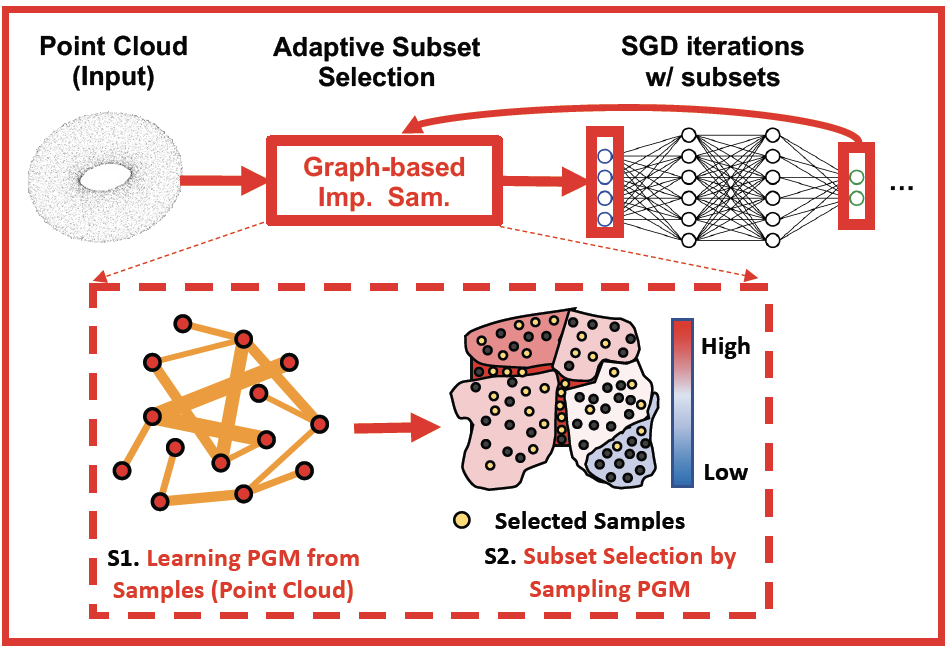 Point Cloud
(Input)
Adaptive Subset
Selection
SGD iterations
w/ subsets
Graph-based
Imp. Sam.
...
High
Low
Selected Samples
S1. Learning PGM from
Samples (Point Cloud)
S2. Subset Selection by
Sampling PGM